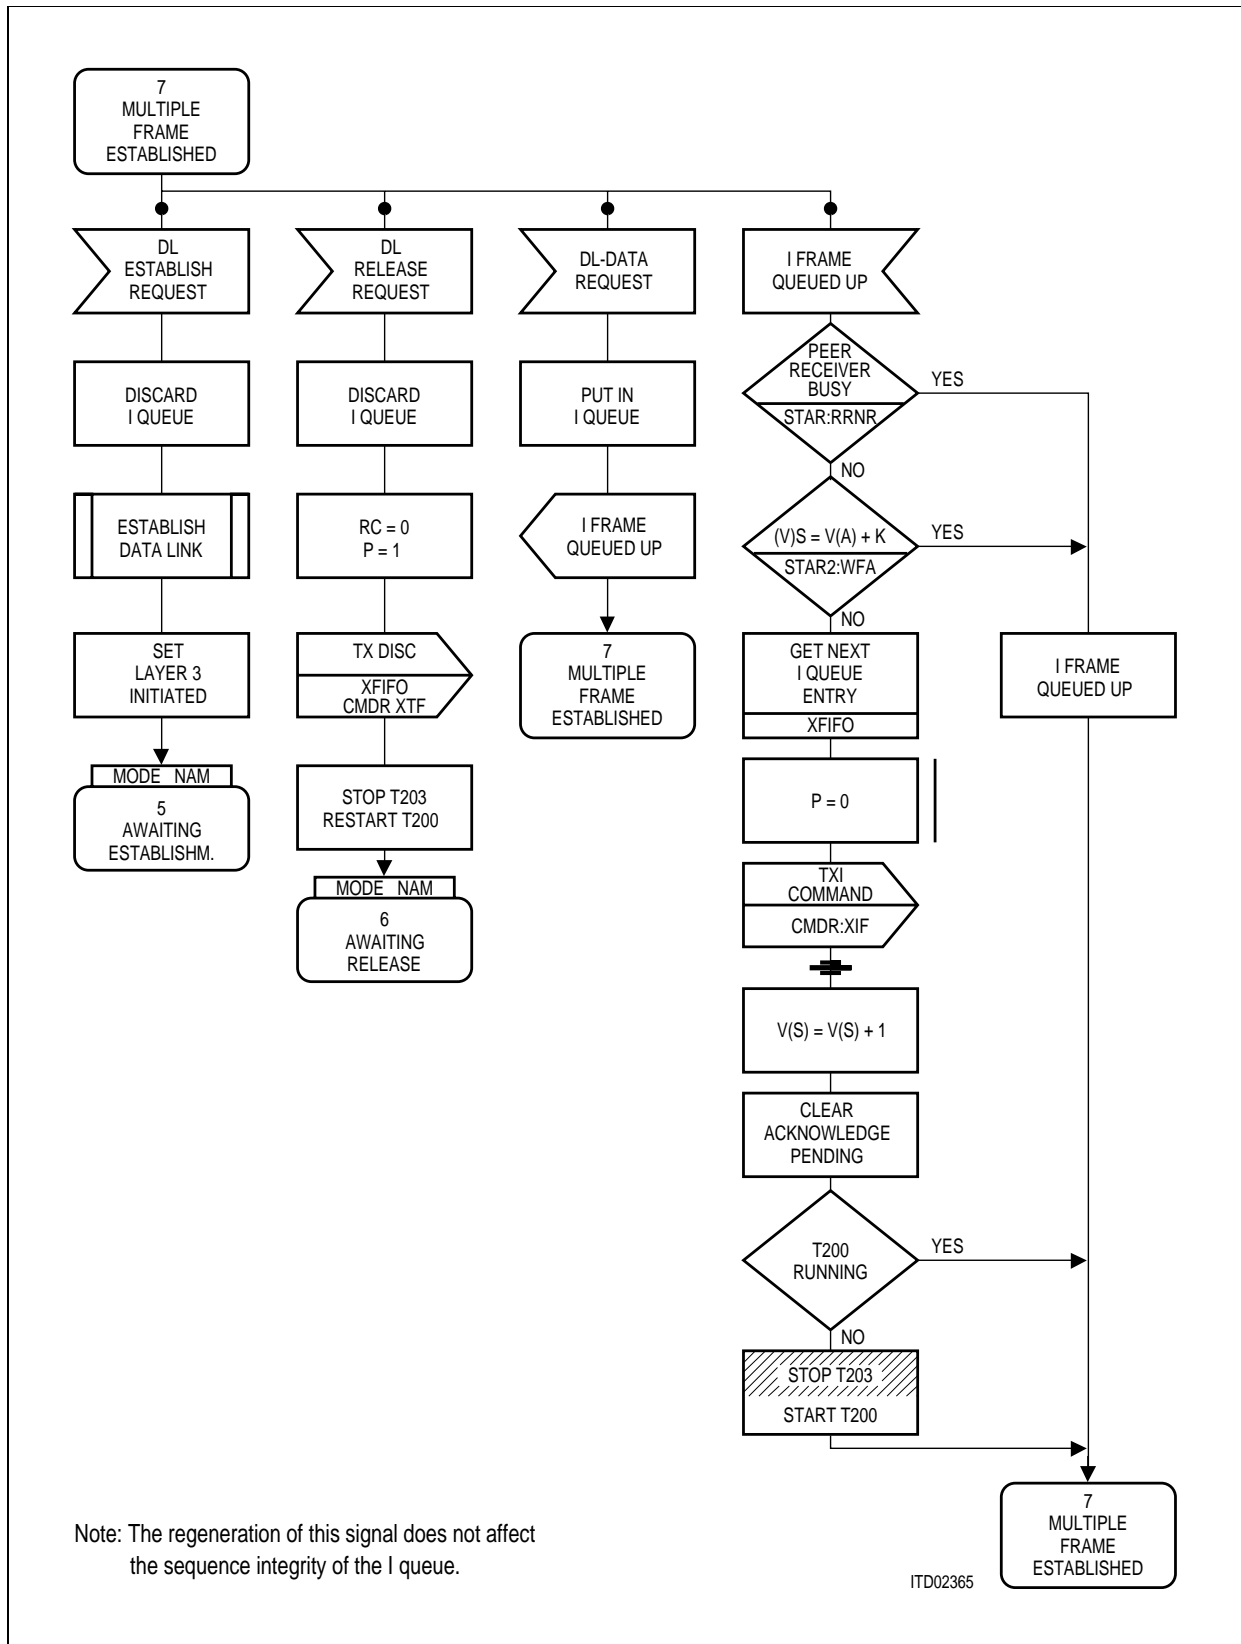 7
MULTIPLE
FRAME
ESTABLISHED
DL
ESTABLISH
REQUEST
DISCARD
I QUEUE
ESTABLISH
DATA LINK
SET
LAYER 3
INITIATED
MODE NAM
5
AWAITING
ESTABLISHM.
DL
RELEASE
REQUEST
DISCARD
I QUEUE
RC = 0
P = 1
TX DISC
XFIFO
CMDR XTF
STOP T203
RESTART T200
MODE NAM
6
AWAITING
RELEASE
DL-DATA
REQUEST
PUT IN
I QUEUE
I FRAME
QUEUED UP
7
MULTIPLE
FRAME
ESTABLISHED
I FRAME
QUEUED UP
PEER
RECEIVER
BUSY
STAR:RRNR
YES
NO
(V)S = V(A) + K
STAR2:WFA
YES
NO
GET NEXT
I QUEUE
ENTRY
XFIFO
I FRAME
QUEUED UP
P = 0
TXI
COMMAND
CMDR:XIF
V(S) = V(S) + 1
CLEAR
ACKNOWLEDGE
PENDING
T200
RUNNING
YES
NO
STOP T203
START T200
7
MULTIPLE
FRAME
ESTABLISHED
Note: The regeneration of this signal does not affect
the sequence integrity of the I queue.
ITD02365